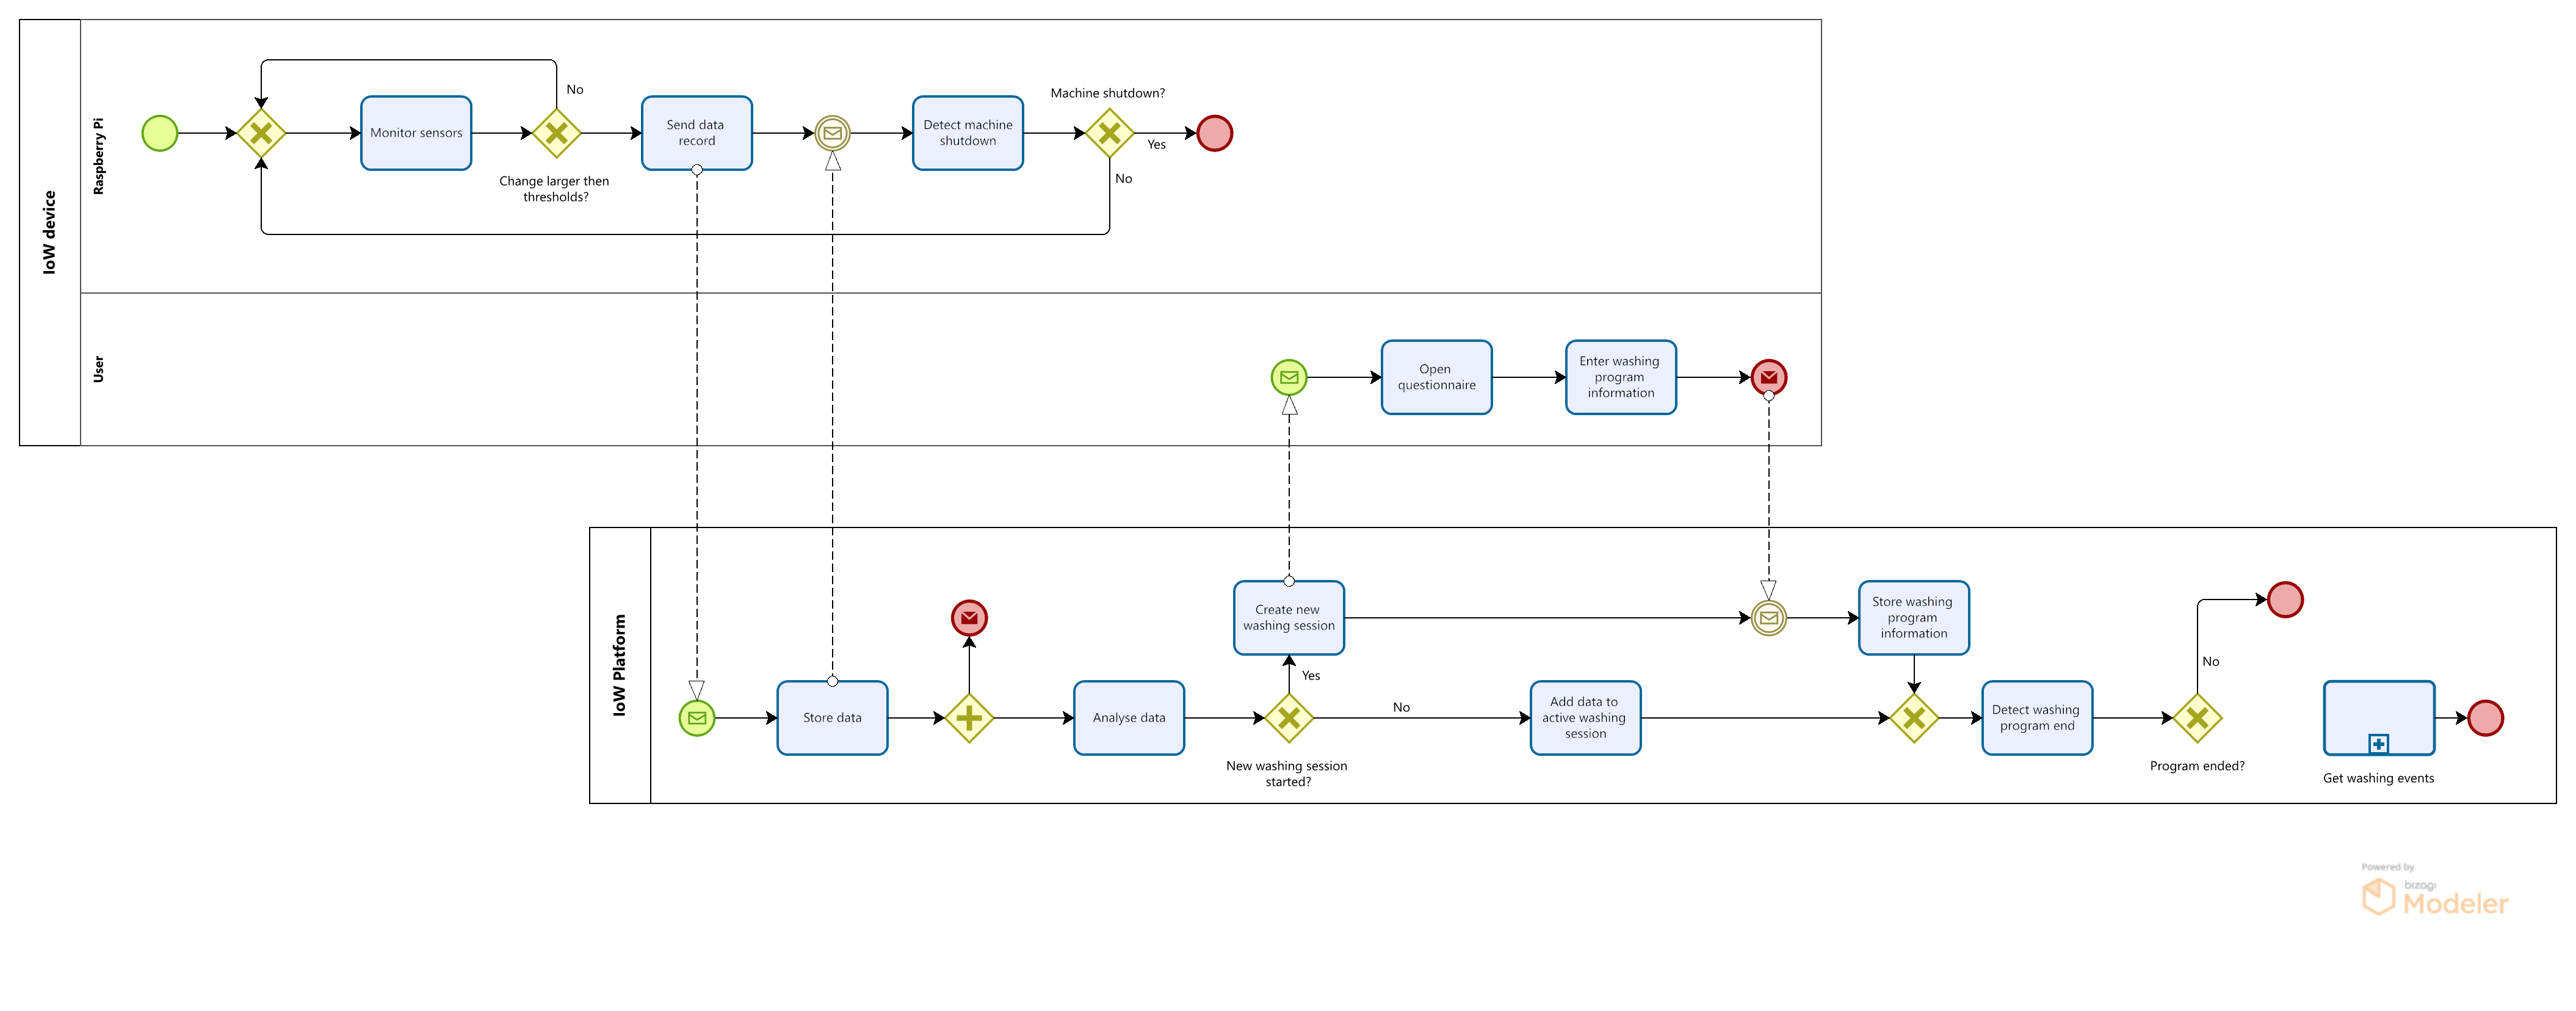 IoW device
Raspberry Pi
No
Monitor sensors
Change larger then
thresholds?
Send data
record
Detect machine
shutdown
Machine shutdown?
Yes
No
User
Open
questionnaire
Enter washing
program
information
IoW Platform
Store data
Analyse data
Create new
washing session
Yes
New washing session
started?
No
Add data to
active washing
session
Store washing
program
information
Detect washing
program end
No
Program ended?
Get washing events
Powered by
bizagi
Modeler